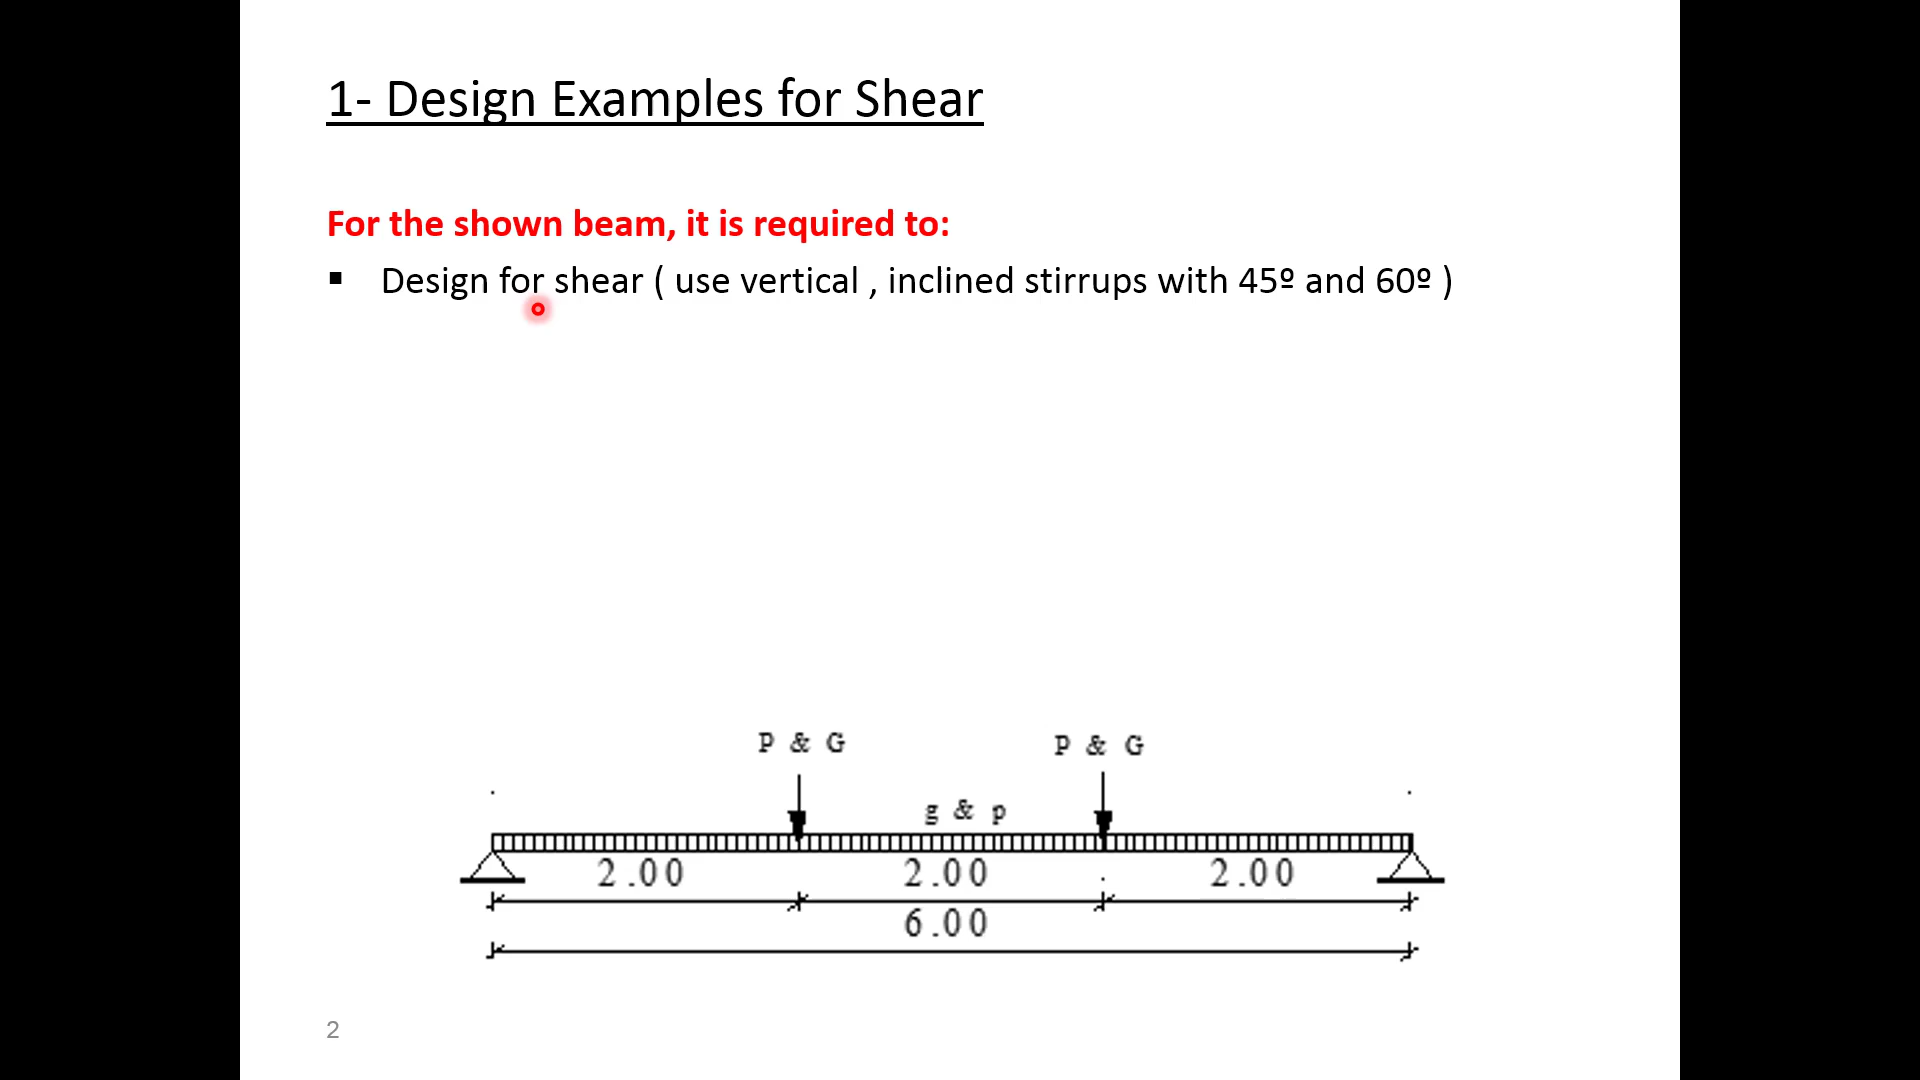 1- Design Examples for Shear
For the shown beam, it is required to:
▪ Design for shear ( use vertical , inclined stirrups with 45º and 60º )
P & G P & G
g & p
2.00 2.00 2.00
6.00
2